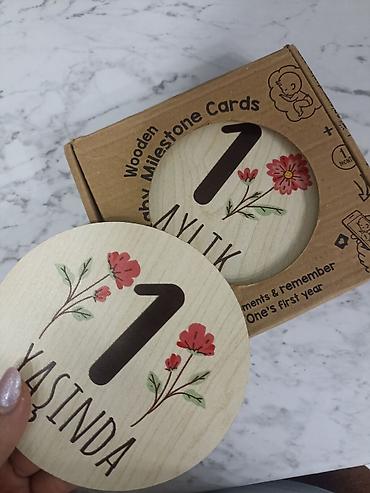 Wooden
Baby Milestone Cards
1
AYLIK
ments & remember
One's first year
1
YAŞINDA